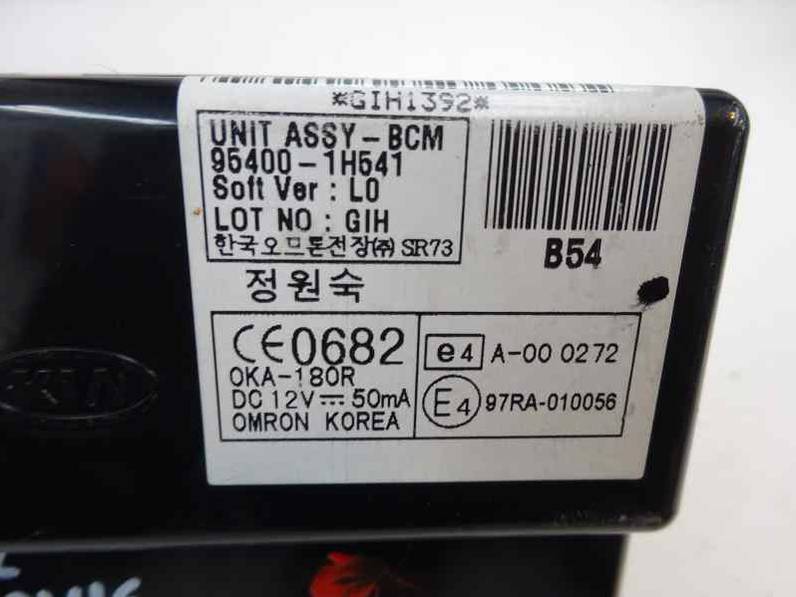 *GIH1392*
UNIT ASSY-BCM
95400-1H541
Soft Ver : L0
LOT NO : GIH
한국오므론전장(주) SR73
B54
정원숙
CE0682
OKA-180R
DC 12V⎓50mA
OMRON KOREA
e4 A-00 0272
E4 97RA-010056
KIA